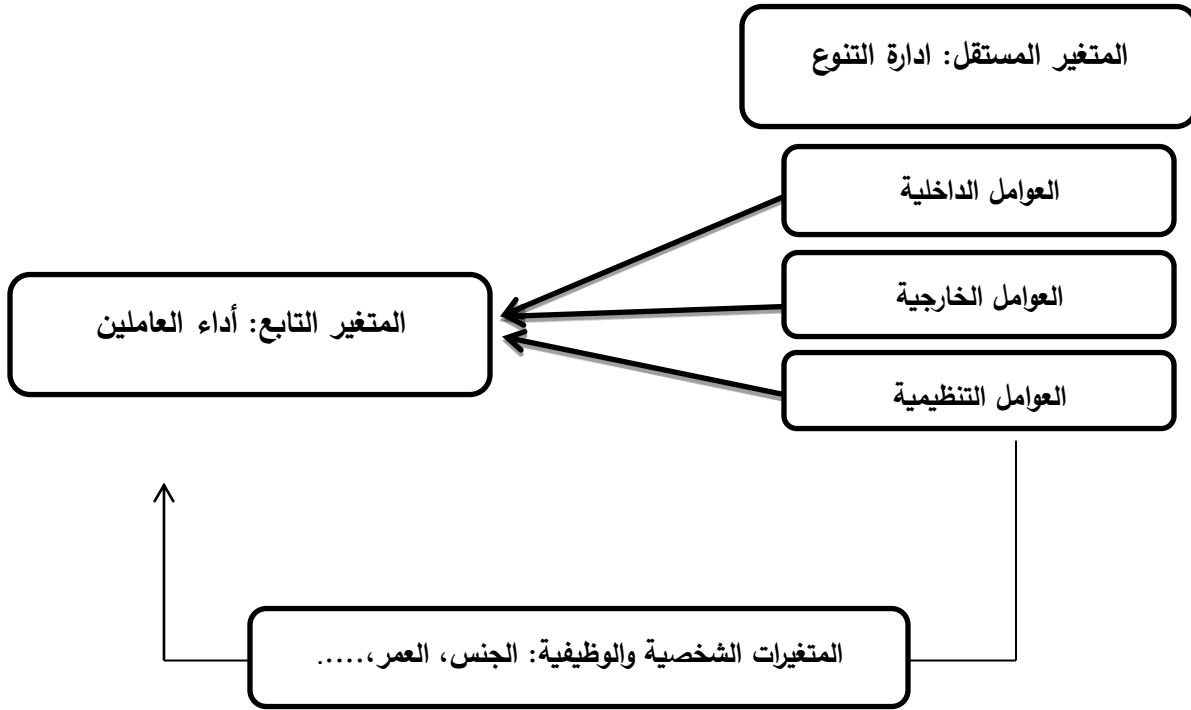 المتغير المستقل: ادارة التنوع
العوامل الداخلية
العوامل الخارجية
المتغير التابع: أداء العاملين
العوامل التنظيمية
المتغيرات الشخصية والوظيفية: الجنس، العمر،.....